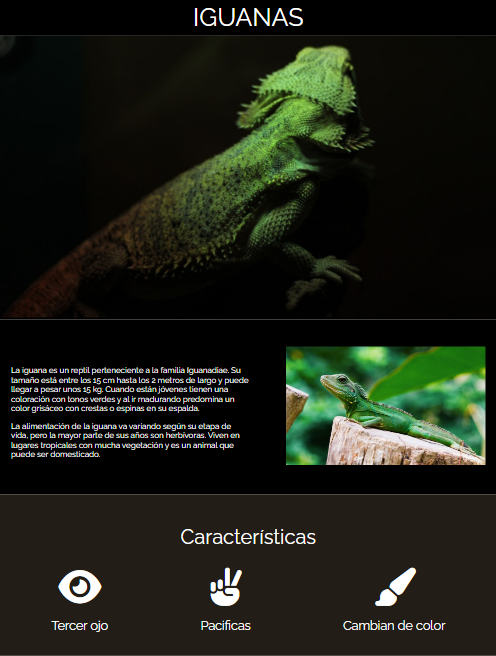 IGUANAS
La iguana es un reptil perteneciente a la familia Iguanadiae. Su
tamaño está entre los 15 cm hasta los 2 metros de largo y puede
llegar a pesar unos 15 kg. Cuando están jóvenes tienen una
coloración con tonos verdes y al ir madurando predomina un
color grisáceo con crestas o espinas en su espalda.
La alimentación de la iguana va variando según su etapa de
vida, pero la mayor parte de sus años son herbívoras. Viven en
lugares tropicales con mucha vegetación y es un animal que
puede ser domesticado.
Características
Tercer ojo
Pacificas
Cambian de color